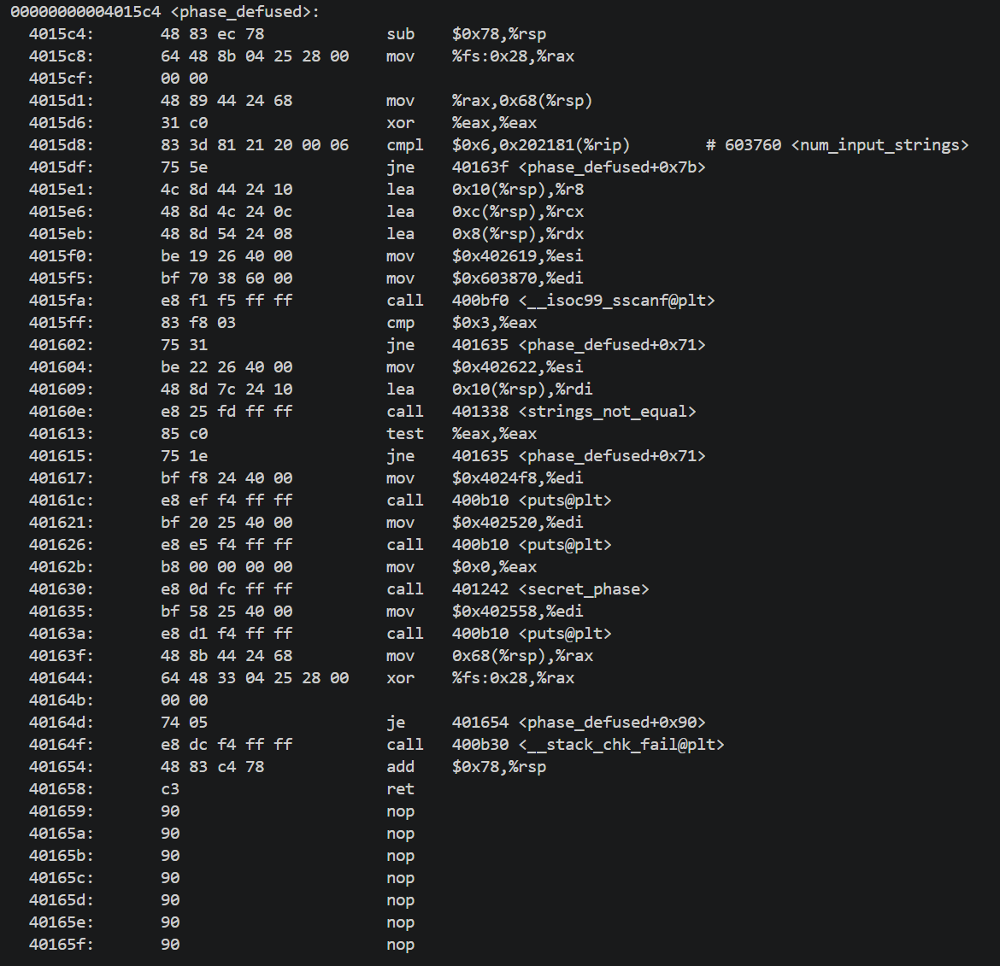 00000000004015c4 <phase_defused>:
4015c4: 48 83 ec 78 sub $0x78,%rsp
4015c8: 64 48 8b 04 25 28 00 mov %fs:0x28,%rax
4015cf: 00 00
4015d1: 48 89 44 24 68 mov %rax,0x68(%rsp)
4015d6: 31 c0 xor %eax,%eax
4015d8: 83 3d 81 21 20 00 06 cmpl $0x6,0x202181(%rip) # 603760 <num_input_strings>
4015df: 75 5e jne 40163f <phase_defused+0x7b>
4015e1: 4c 8d 44 24 10 lea 0x10(%rsp),%r8
4015e6: 48 8d 4c 24 0c lea 0xc(%rsp),%rcx
4015eb: 48 8d 54 24 08 lea 0x8(%rsp),%rdx
4015f0: be 19 26 40 00 mov $0x402619,%esi
4015f5: bf 70 38 60 00 mov $0x603870,%edi
4015fa: e8 f1 f5 ff ff call 400bf0 <__isoc99_sscanf@plt>
4015ff: 83 f8 03 cmp $0x3,%eax
401602: 75 31 jne 401635 <phase_defused+0x71>
401604: be 22 26 40 00 mov $0x402622,%esi
401609: 48 8d 7c 24 10 lea 0x10(%rsp),%rdi
40160e: e8 25 fd ff ff call 401338 <strings_not_equal>
401613: 85 c0 test %eax,%eax
401615: 75 1e jne 401635 <phase_defused+0x71>
401617: bf f8 24 40 00 mov $0x4024f8,%edi
40161c: e8 ef f4 ff ff call 400b10 <puts@plt>
401621: bf 20 25 40 00 mov $0x402520,%edi
401626: e8 e5 f4 ff ff call 400b10 <puts@plt>
40162b: b8 00 00 00 00 mov $0x0,%eax
401630: e8 0d fc ff ff call 401242 <secret_phase>
401635: bf 58 25 40 00 mov $0x402558,%edi
40163a: e8 d1 f4 ff ff call 400b10 <puts@plt>
40163f: 48 8b 44 24 68 mov 0x68(%rsp),%rax
401644: 64 48 33 04 25 28 00 xor %fs:0x28,%rax
40164b: 00 00
40164d: 74 05 je 401654 <phase_defused+0x90>
40164f: e8 dc f4 ff ff call 400b30 <__stack_chk_fail@plt>
401654: 48 83 c4 78 add $0x78,%rsp
401658: c3 ret
401659: 90 nop
40165a: 90 nop
40165b: 90 nop
40165c: 90 nop
40165d: 90 nop
40165e: 90 nop
40165f: 90 nop